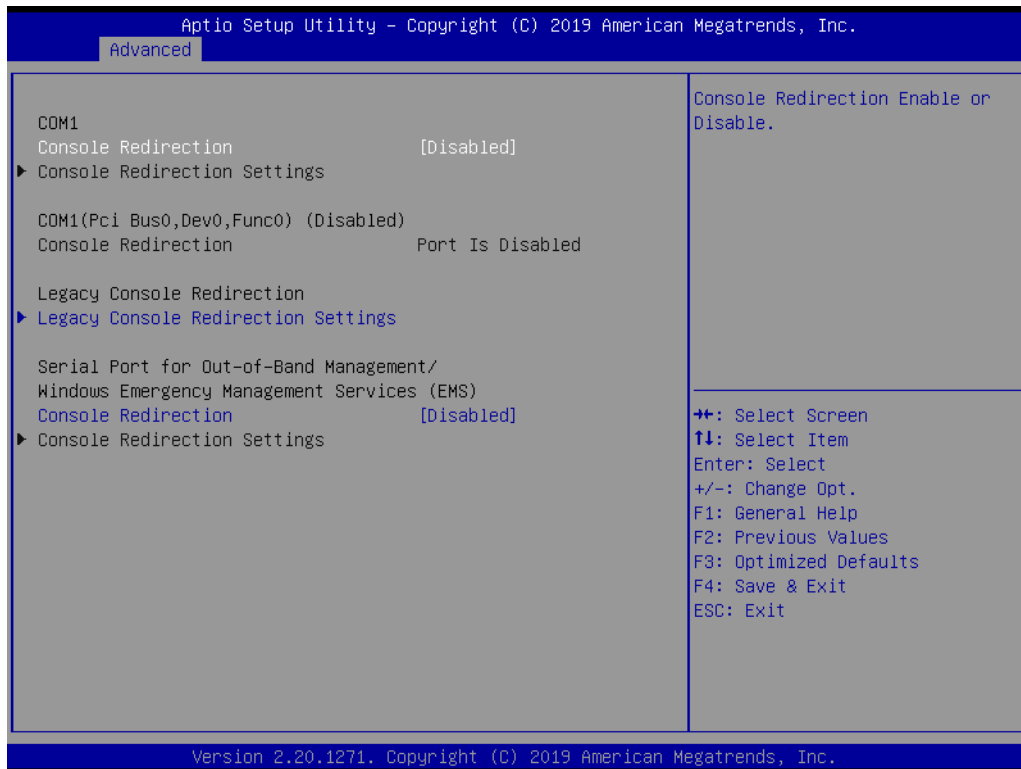 Aptio Setup Utility – Copyright (C) 2019 American Megatrends, Inc.
Advanced
COM1
Console Redirection [Disabled]
▶ Console Redirection Settings
COM1(Pci Bus0,Dev0,Func0) (Disabled)
Console Redirection Port Is Disabled
Legacy Console Redirection
▶ Legacy Console Redirection Settings
Serial Port for Out-of-Band Management/
Windows Emergency Management Services (EMS)
Console Redirection [Disabled]
▶ Console Redirection Settings
Console Redirection Enable or
Disable.
→←: Select Screen
↑↓: Select Item
Enter: Select
+/-: Change Opt.
F1: General Help
F2: Previous Values
F3: Optimized Defaults
F4: Save & Exit
ESC: Exit
Version 2.20.1271. Copyright (C) 2019 American Megatrends, Inc.